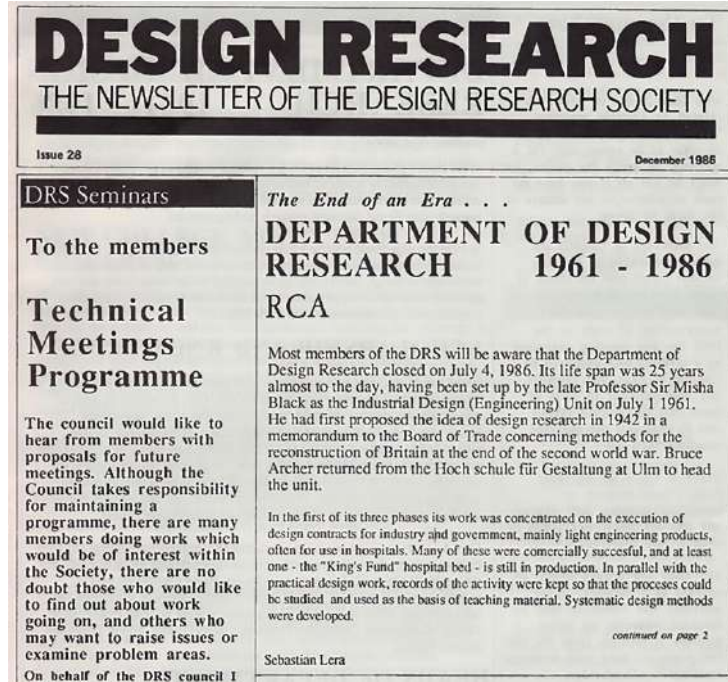 DESIGN RESEARCH
THE NEWSLETTER OF THE DESIGN RESEARCH SOCIETY
Issue 28
December 1986
DRS Seminars
To the members
Technical
Meetings
Programme
The council would like to
hear from members with
proposals for future
meetings. Although the
Council takes responsibility
for maintaining a
programme, there are many
members doing work which
would be of interest within
the Society, there are no
doubt those who would like
to find out about work
going on, and others who
may want to raise issues or
examine problem areas.
On behalf of the DRS council I
The End of an Era . . .
DEPARTMENT OF DESIGN
RESEARCH 1961 - 1986
RCA
Most members of the DRS will be aware that the Department of
Design Research closed on July 4, 1986. Its life span was 25 years
almost to the day, having been set up by the late Professor Sir Misha
Black as the Industrial Design (Engineering) Unit on July 1 1961.
He had first proposed the idea of design research in 1942 in a
memorandum to the Board of Trade concerning methods for the
reconstruction of Britain at the end of the second world war. Bruce
Archer returned from the Hoch schule für Gestaltung at Ulm to head
the unit.
In the first of its three phases its work was concentrated on the execution of
design contracts for industry and government, mainly light engineering products,
often for use in hospitals. Many of these were comercially succesful, and at least
one - the "King's Fund" hospital bed - is still in production. In parallel with the
practical design work, records of the activity were kept so that the proceses could
be studied and used as the basis of teaching material. Systematic design methods
were developed.
continued on page 2
Sebastian Lera